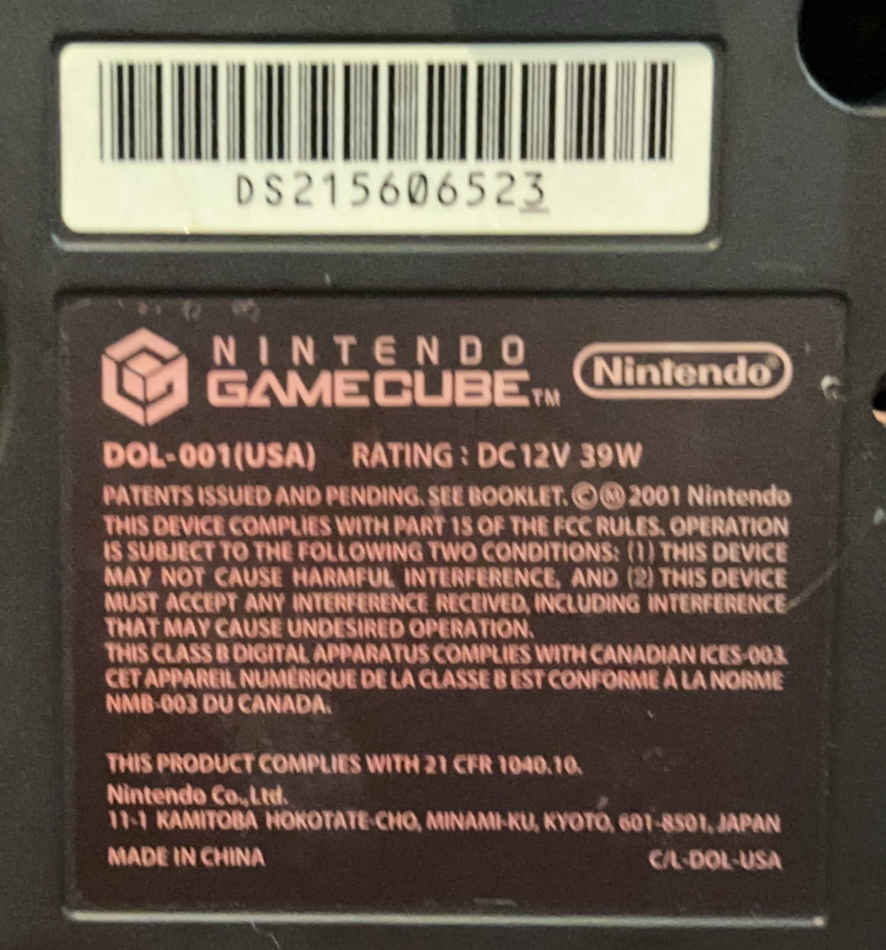 DS215606523
NINTENDO
GAMECUBE™
Nintendo®
DOL-001(USA) RATING : DC 12V 39W
PATENTS ISSUED AND PENDING. SEE BOOKLET. ©Ⓜ 2001 Nintendo
THIS DEVICE COMPLIES WITH PART 15 OF THE FCC RULES. OPERATION
IS SUBJECT TO THE FOLLOWING TWO CONDITIONS: (1) THIS DEVICE
MAY NOT CAUSE HARMFUL INTERFERENCE, AND (2) THIS DEVICE
MUST ACCEPT ANY INTERFERENCE RECEIVED, INCLUDING INTERFERENCE
THAT MAY CAUSE UNDESIRED OPERATION.
THIS CLASS B DIGITAL APPARATUS COMPLIES WITH CANADIAN ICES-003.
CET APPAREIL NUMÉRIQUE DE LA CLASSE B EST CONFORME À LA NORME
NMB-003 DU CANADA.
THIS PRODUCT COMPLIES WITH 21 CFR 1040.10.
Nintendo Co., Ltd.
11-1 KAMITOBA HOKOTATE-CHO, MINAMI-KU, KYOTO, 601-8501, JAPAN
MADE IN CHINA C/L-DOL-USA